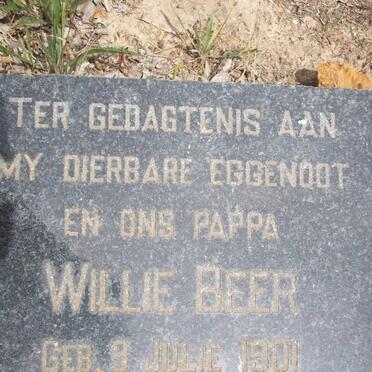 TER GEDAGTENIS AAN
MY DIERBARE EGGENOOT
EN ONS PAPPA
WILLIE BEER
GEB. 9 JULIE 1901